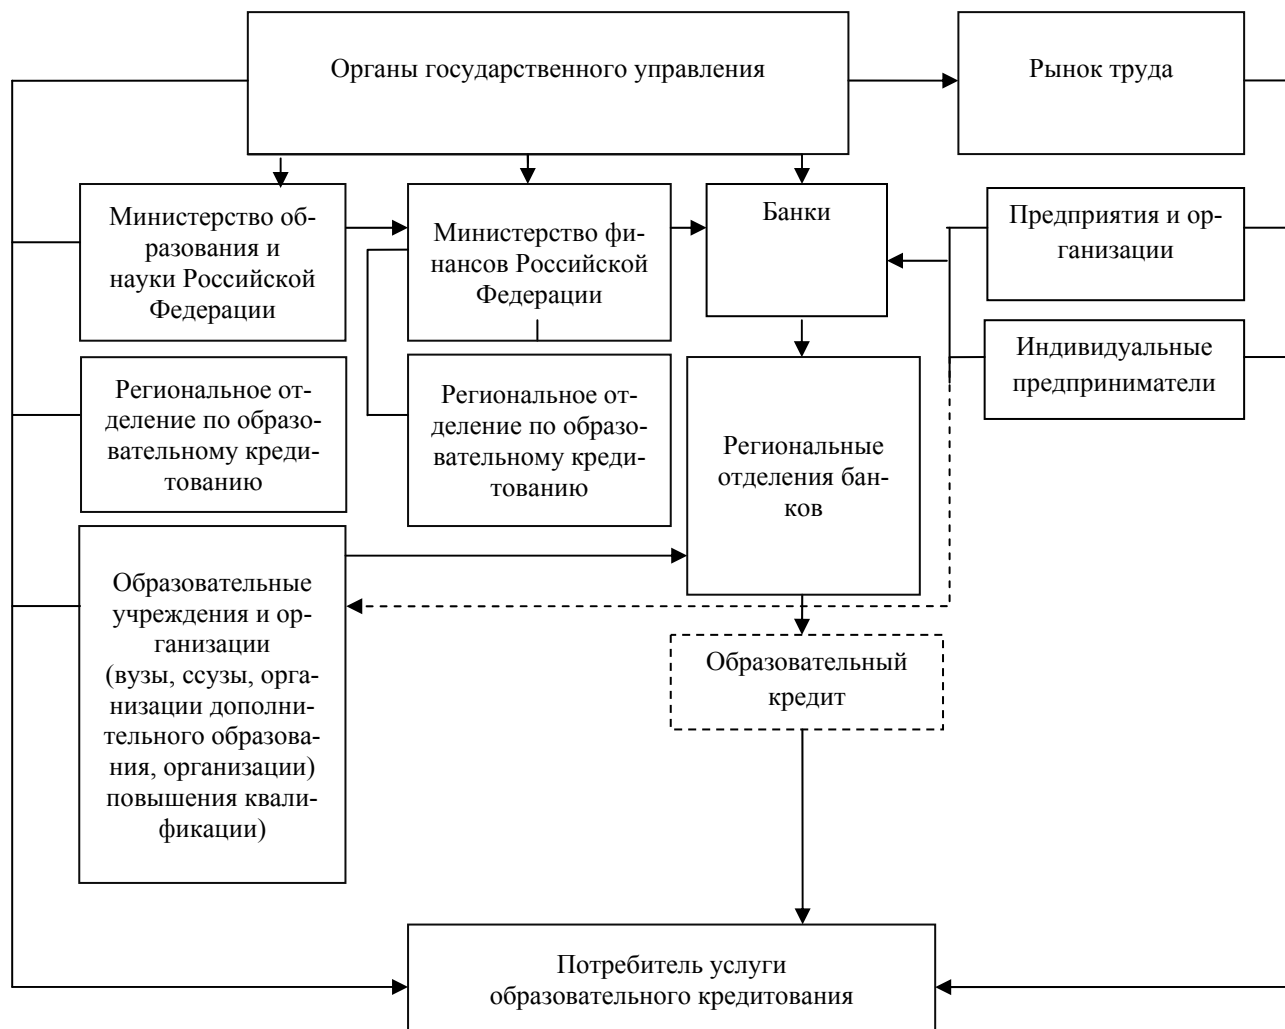 Органы государственного управления
Рынок труда
Министерство об-
разования и
науки Российской
Федерации
Министерство фи-
нансов Российской
Федерации
Банки
Предприятия и ор-
ганизации
Индивидуальные
предприниматели
Региональное от-
деление по образо-
вательному креди-
тованию
Региональное от-
деление по образо-
вательному креди-
тованию
Региональные
отделения бан-
ков
Образовательные
учреждения и ор-
ганизации
(вузы, ссузы, орга-
низации дополни-
тельного образова-
ния, организации)
повышения квали-
фикации)
Образовательный
кредит
Потребитель услуги
образовательного кредитования